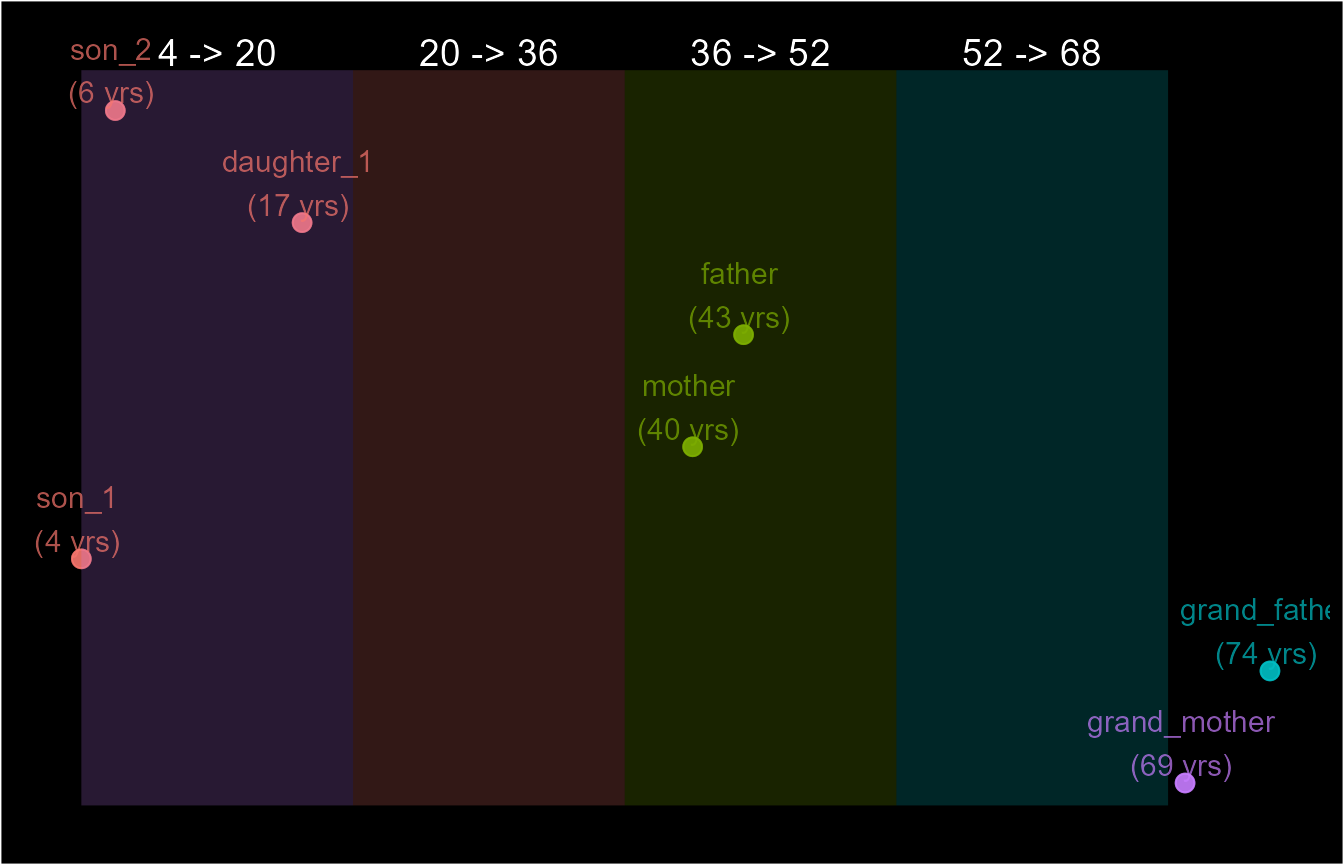 son_2
4 -> 20
20 -> 36
36 -> 52
52 -> 68
(6 yrs)
daughter_1
(17 yrs)
father
(43 yrs)
mother
(40 yrs)
son_1
(4 yrs)
grand_fathe
(74 yrs)
grand_mother
(69 yrs)